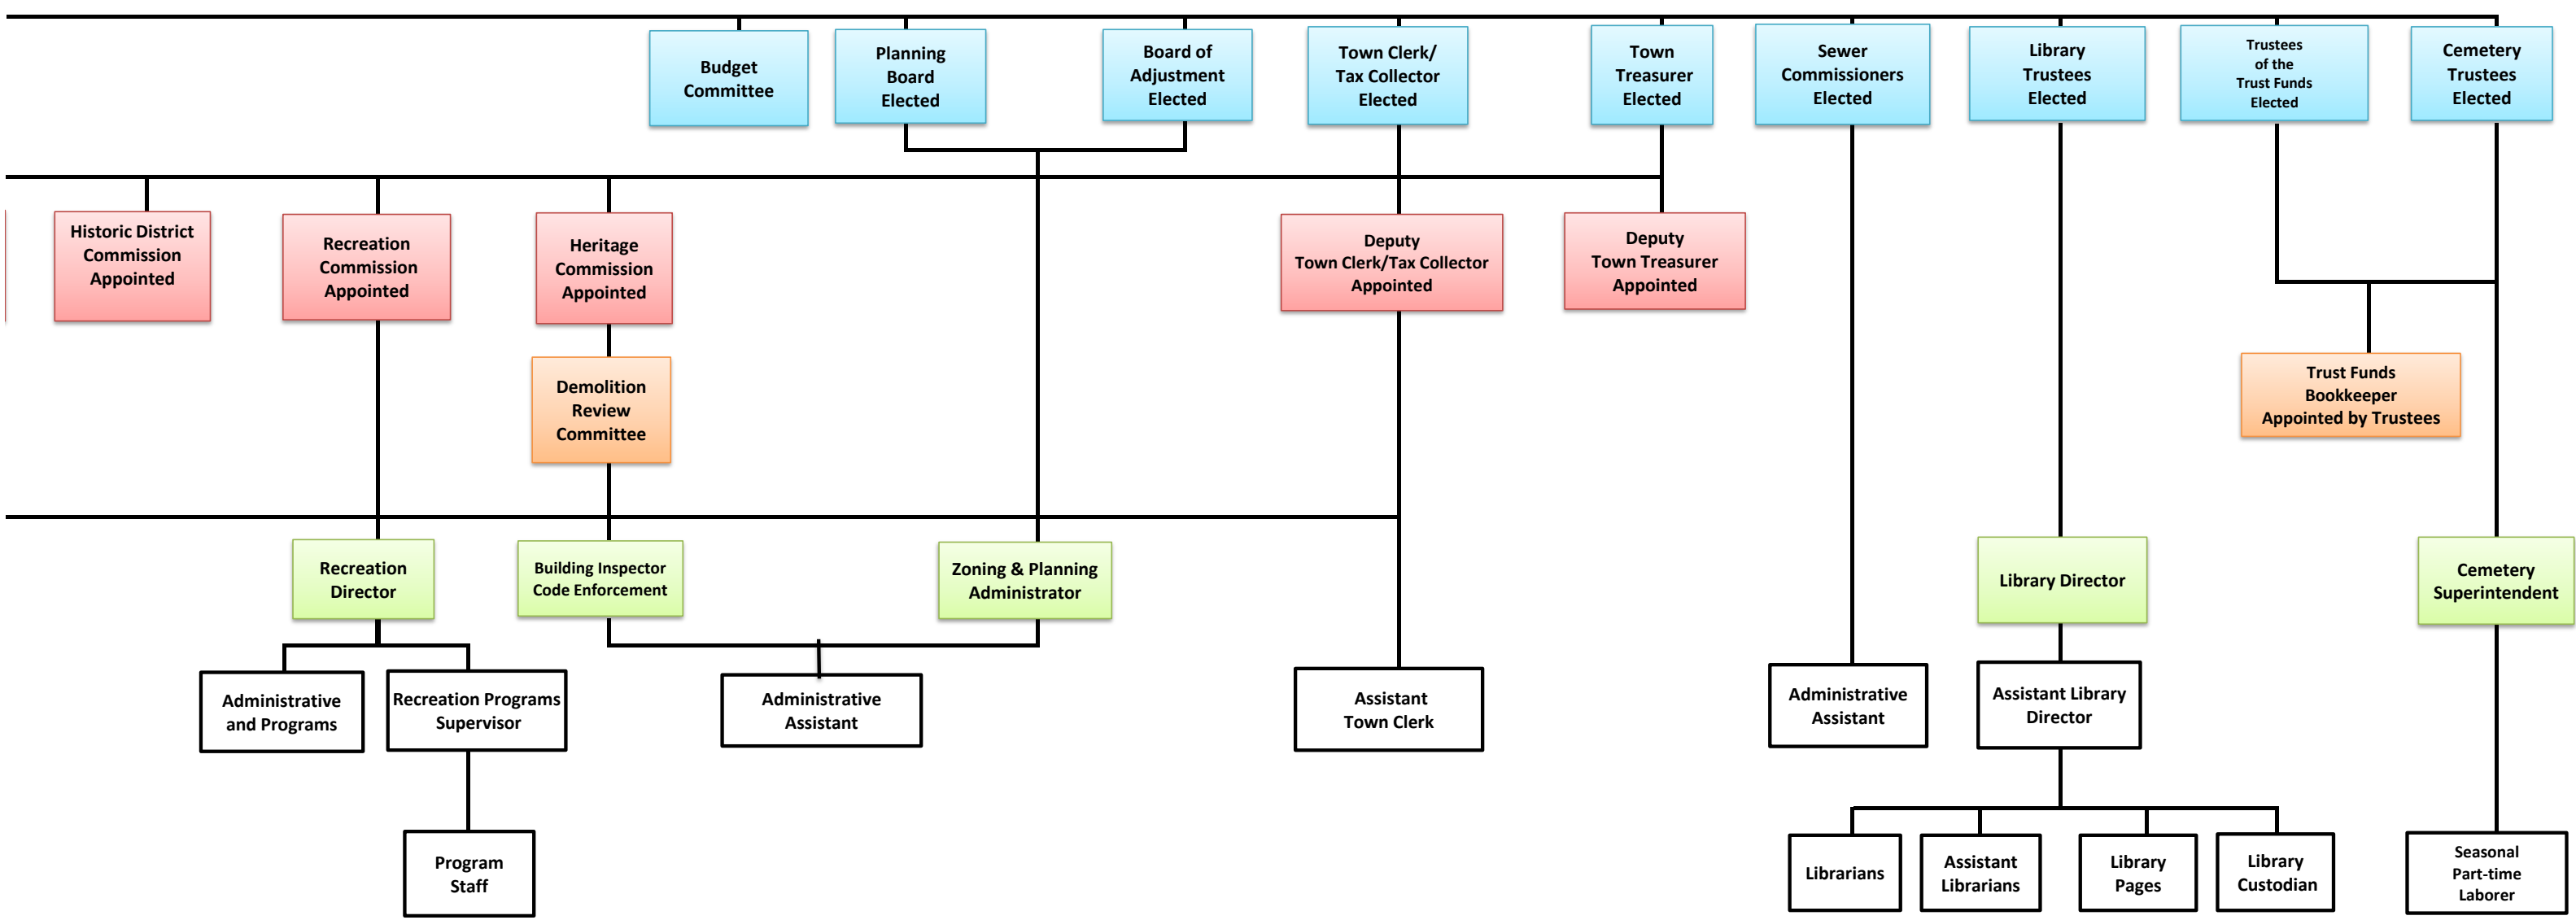 Budget
Committee
Planning
Board
Elected
Board of
Adjustment
Elected
Town Clerk/
Tax Collector
Elected
Town
Treasurer
Elected
Sewer
Commissioners
Elected
Library
Trustees
Elected
Trustees
of the
Trust Funds
Elected
Cemetery
Trustees
Elected
Historic District
Commission
Appointed
Recreation
Commission
Appointed
Heritage
Commission
Appointed
Deputy
Town Clerk/Tax Collector
Appointed
Deputy
Town Treasurer
Appointed
Demolition
Review
Committee
Trust Funds
Bookkeeper
Appointed by Trustees
Recreation
Director
Building Inspector
Code Enforcement
Zoning & Planning
Administrator
Library Director
Cemetery
Superintendent
Administrative
and Programs
Recreation Programs
Supervisor
Administrative
Assistant
Assistant
Town Clerk
Administrative
Assistant
Assistant Library
Director
Program
Staff
Librarians
Assistant
Librarians
Library
Pages
Library
Custodian
Seasonal
Part-time
Laborer